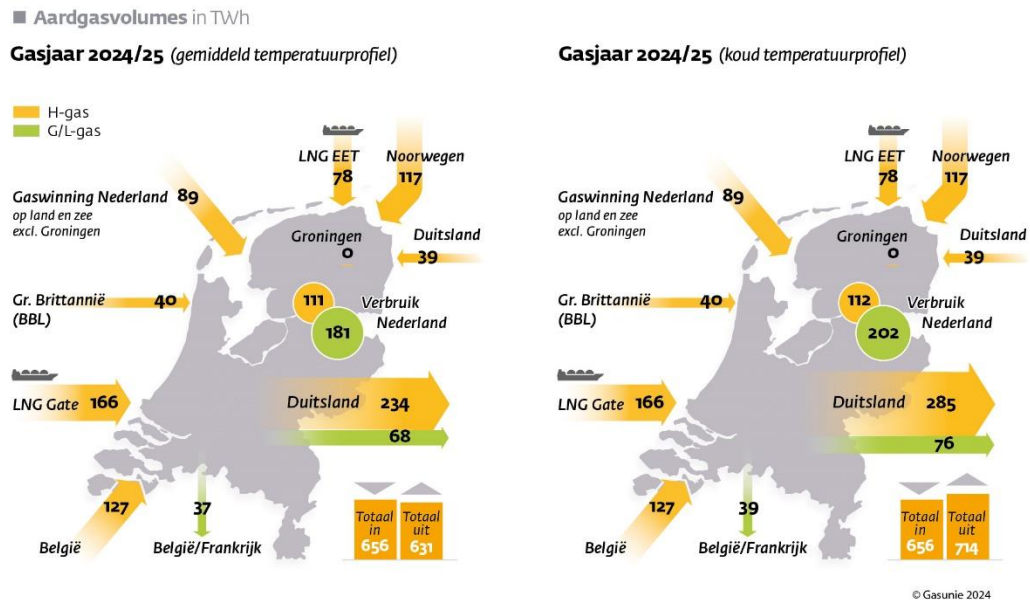 Aardgasvolumes in TWh
Gasjaar 2024/25 (gemiddeld temperatuurprofiel)
H-gas
G/L-gas
LNG EET
78
Noorwegen
117
Gaswinning Nederland
op land en zee
excl. Groningen
89
Groningen
0
Duitsland
39
Gr. Brittannië
(BBL)
40
111
181
Verbruik
Nederland
LNG Gate
166
Duitsland 234
68
127
België
37
België/Frankrijk
Totaal
in
656
Totaal
uit
631
Gasjaar 2024/25 (koud temperatuurprofiel)
LNG EET
78
Noorwegen
117
Gaswinning Nederland
op land en zee
excl. Groningen
89
Groningen
0
Duitsland
39
Gr. Brittannië
(BBL)
40
112
202
Verbruik
Nederland
LNG Gate
166
Duitsland 285
76
127
België
39
België/Frankrijk
Totaal
in
656
Totaal
uit
714
© Gasunie 2024